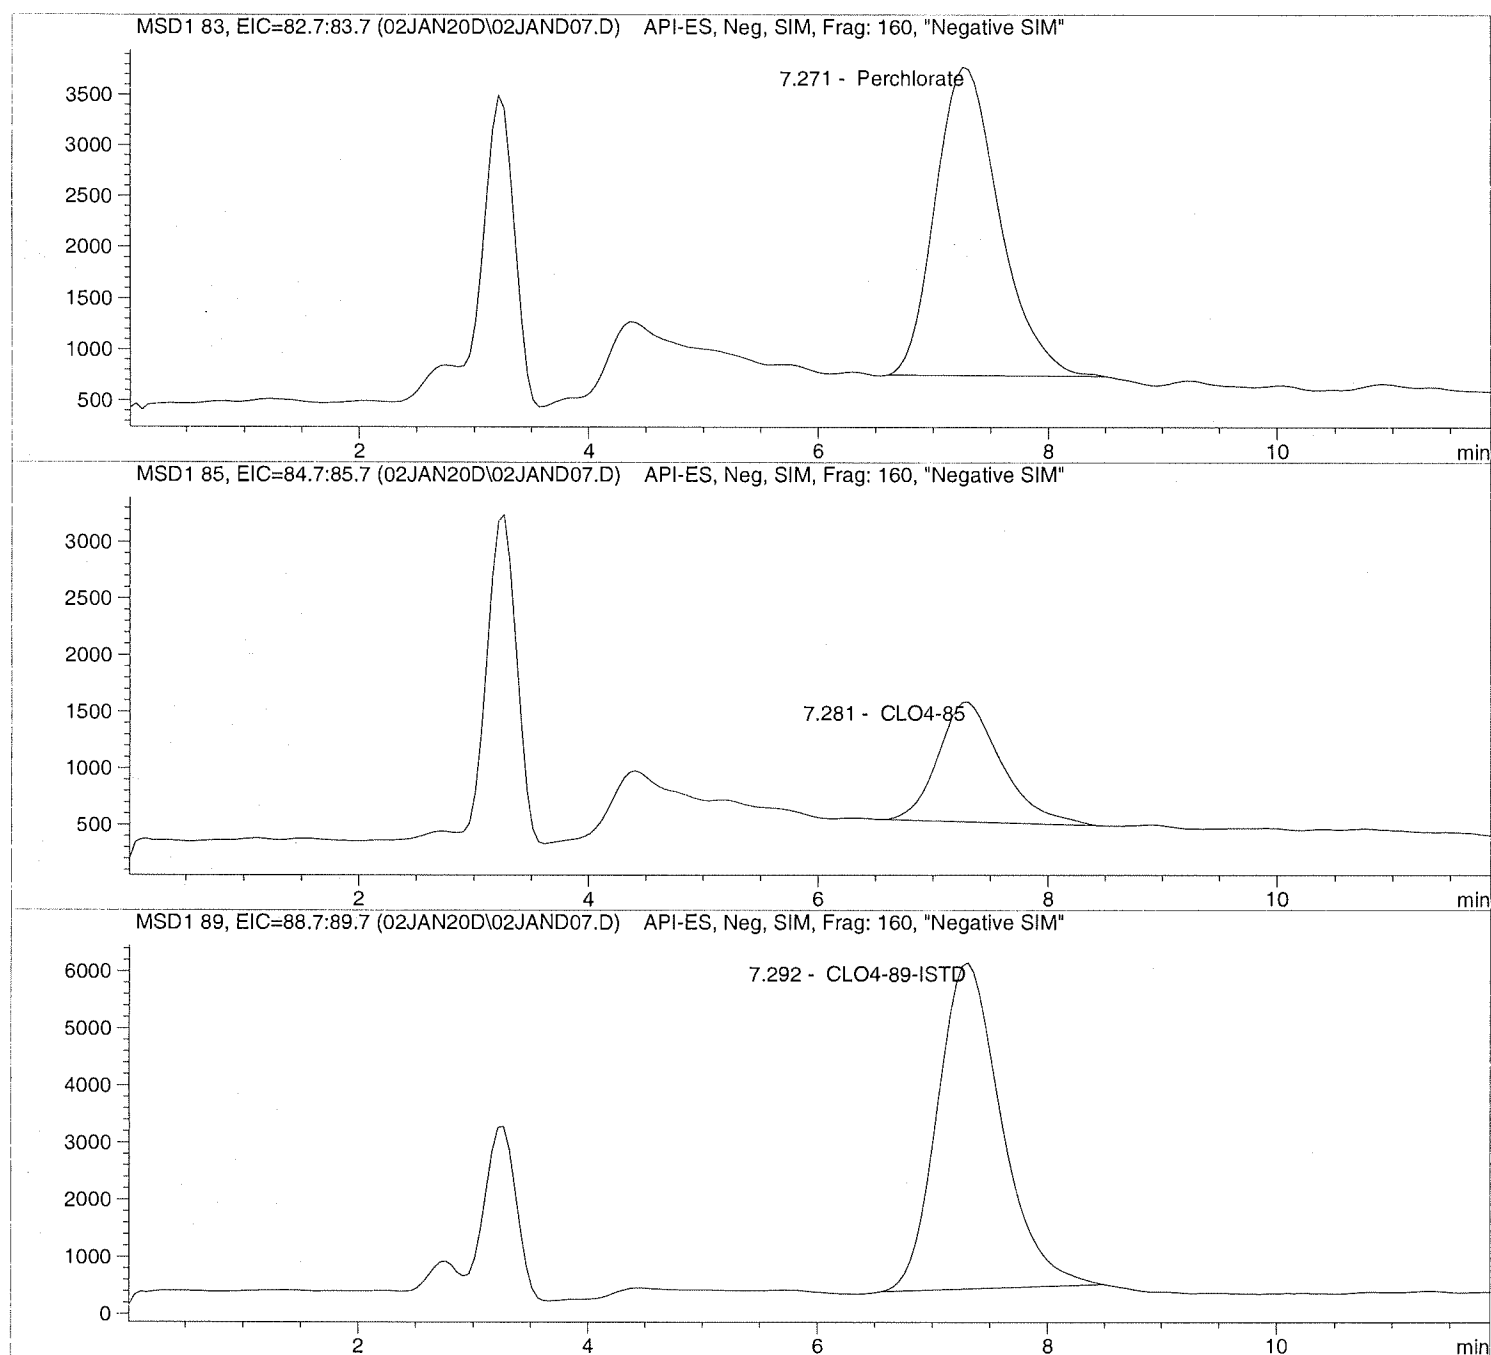 MSD1 83, EIC=82.7:83.7 (02JAN20D\02JAND07.D) API-ES, Neg, SIM, Frag: 160, "Negative SIM"
7.271 - Perchlorate
3500
3000
2500
2000
1500
1000
500
2 4 6 8 10 min
MSD1 85, EIC=84.7:85.7 (02JAN20D\02JAND07.D) API-ES, Neg, SIM, Frag: 160, "Negative SIM"
3000
2500
2000
1500
7.281 - CLO4-85
1000
500
2 4 6 8 10 min
MSD1 89, EIC=88.7:89.7 (02JAN20D\02JAND07.D) API-ES, Neg, SIM, Frag: 160, "Negative SIM"
6000
7.292 - CLO4-89-ISTD
5000
4000
3000
2000
1000
0
2 4 6 8 10 min